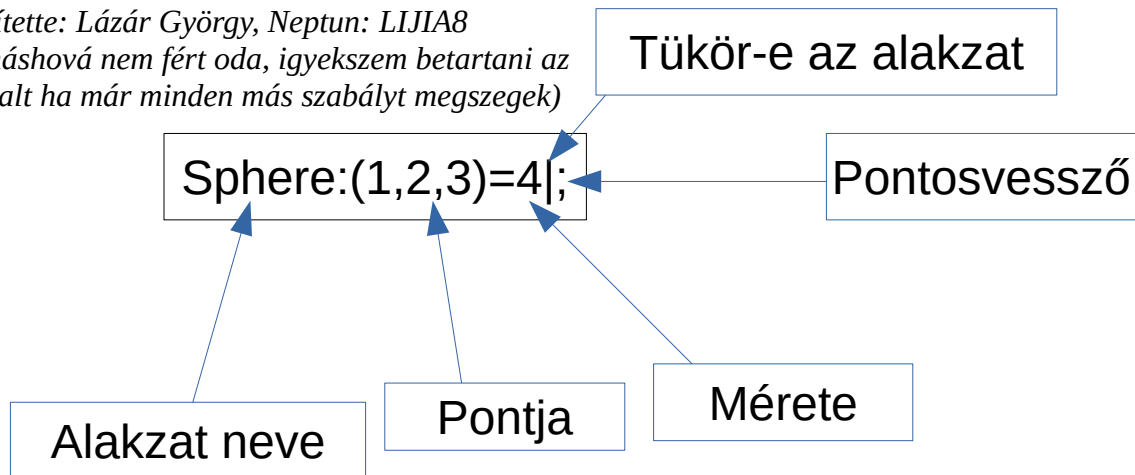 ítette: Lázár György, Neptun: LIJIA8
náshová nem fért oda, igyekszem betartani az
alt ha már minden más szabályt megszegek)
Tükör-e az alakzat
Sphere:(1,2,3)=4|;
Pontosvessző
Alakzat neve
Pontja
Mérete